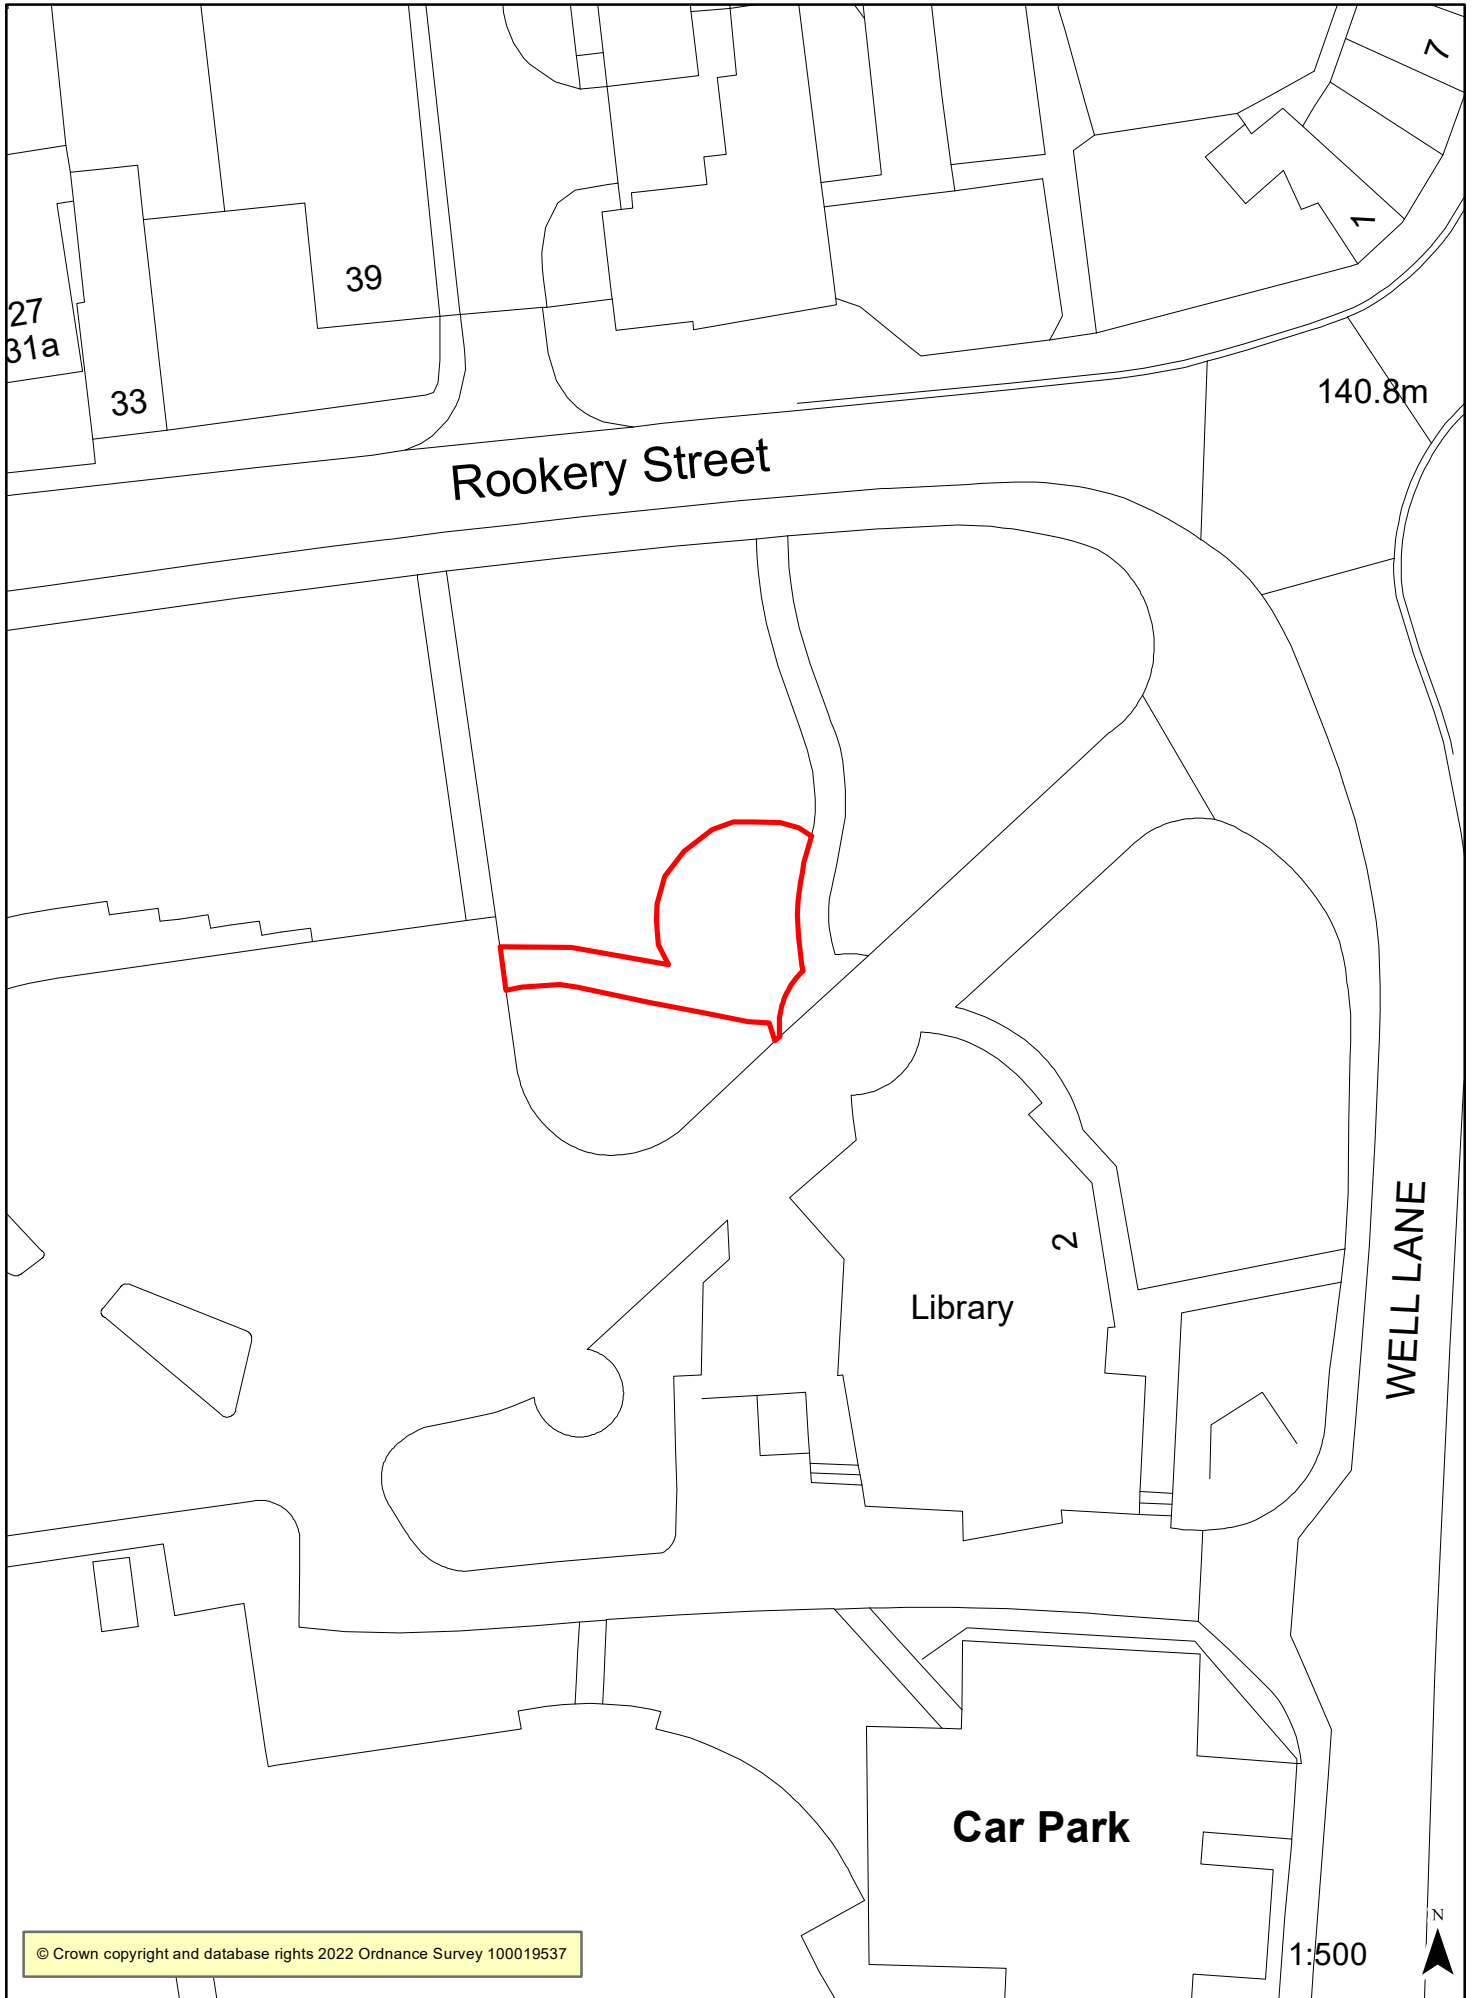 7
1
39
27
31a
33
140.8m
Rookery Street
2
Library
WELL LANE
Car Park
N
1:500
© Crown copyright and database rights 2022 Ordnance Survey 100019537